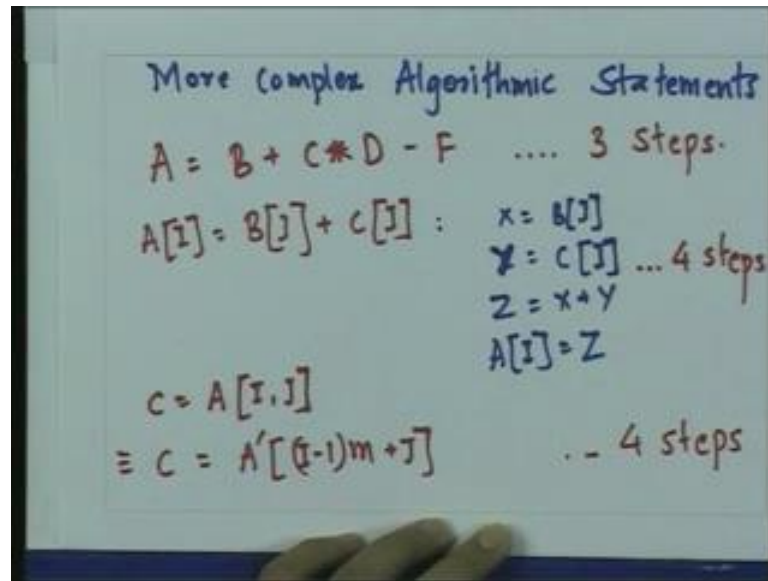 More Complex Algorithmic Statements
A = B + C * D - F .... 3 Steps.
A[I] = B[J] + C[J] : X = B[J]
Y = C[J] ... 4 steps
Z = X + Y
A[I] = Z
C = A[I, J]
≡ C = A'[(I-1)m + J] .. 4 steps